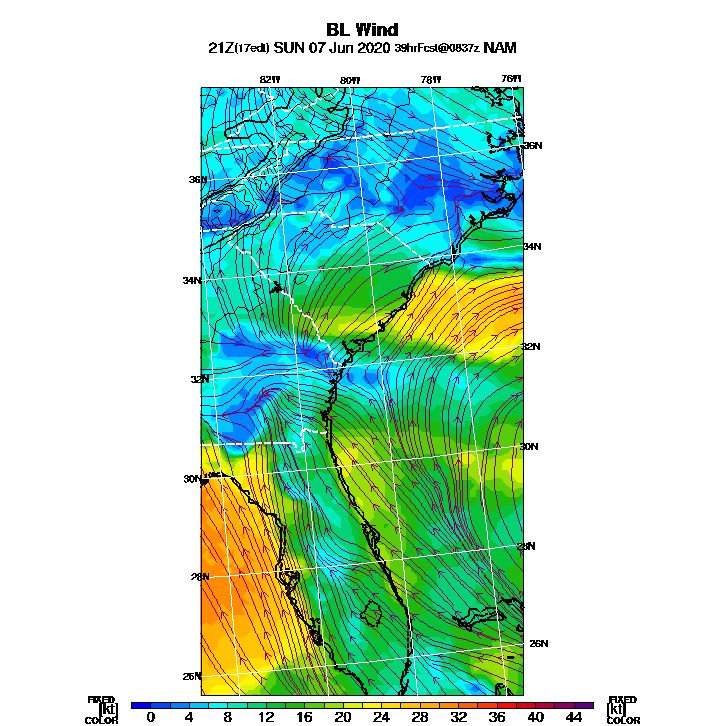 BL Wind
21Z(17edt) SUN 07 Jun 2020 39hrFcst@0837z NAM
82W 80W 78W 76W
36N
36N
34N
34N
32N
32N
30N
30N
28N
28N
26N
26N
FIXED FIXED
[kt] 0 4 8 12 16 20 24 28 32 36 40 44 [kt]
COLOR COLOR